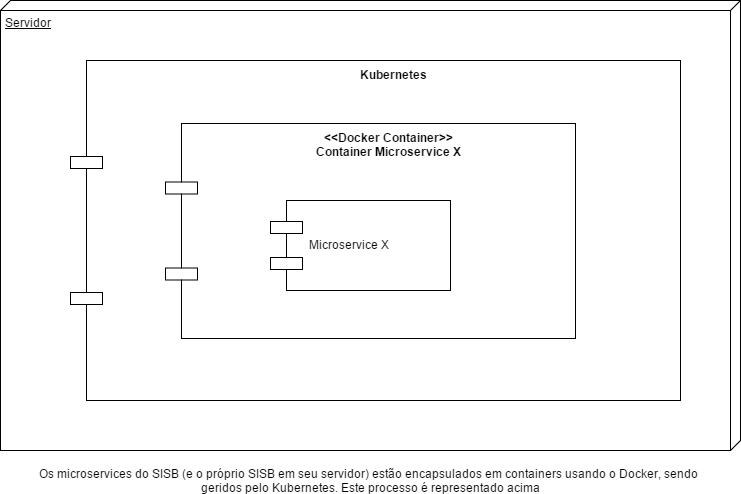 Servidor
Kubernetes
<<Docker Container>>
Container Microservice X
Microservice X
Os microservices do SISB (e o próprio SISB em seu servidor) estão encapsulados em containers usando o Docker, sendo
geridos pelo Kubernetes. Este processo é representado acima